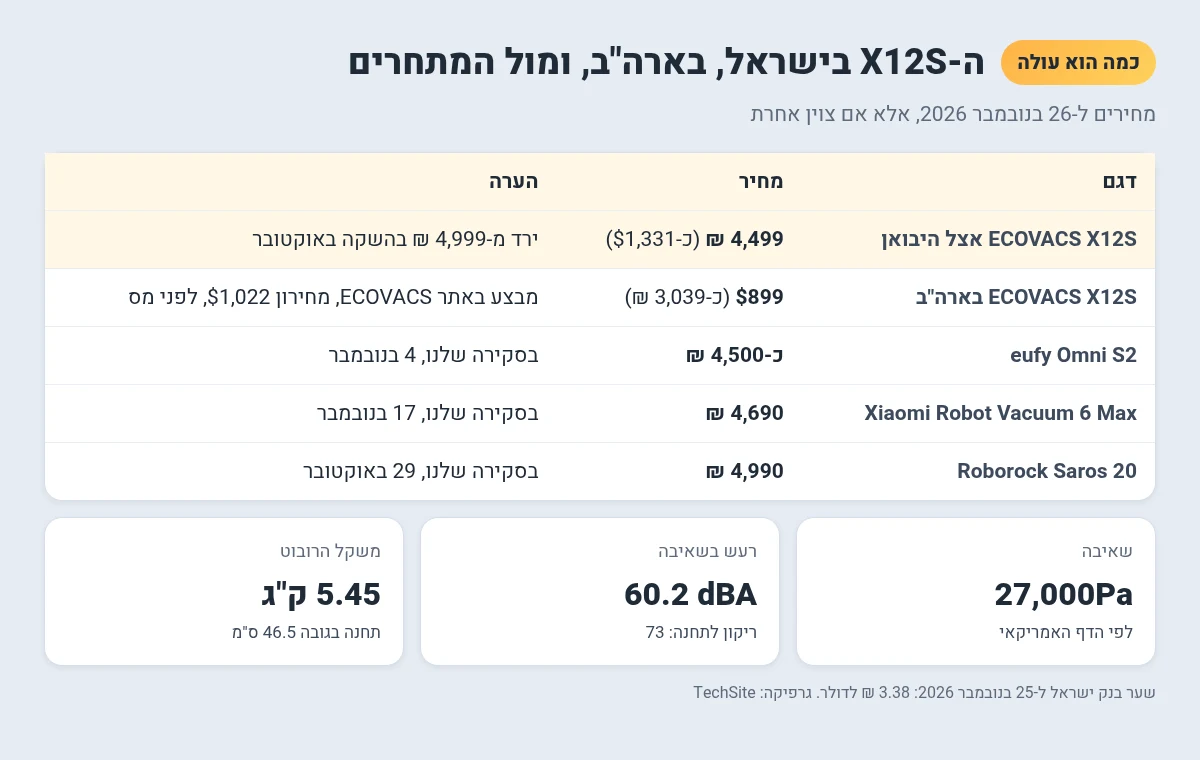 כמה הוא עולה
ה-X12S בישראל, בארה"ב, ומול המתחרים
מחירים ל-26 בנובמבר 2026, אלא אם צוין אחרת
דגם מחיר הערה
ECOVACS X12S אצל היבואן 4,499 ₪ (כ-$1,331) ירד מ-4,999 ₪ בהשקה באוקטובר
ECOVACS X12S בארה"ב $899 (כ-3,039 ₪) מבצע באתר ECOVACS, מחירון $1,022, לפני מס
eufy Omni S2 כ-4,500 ₪ בסקירה שלנו, 4 בנובמבר
Xiaomi Robot Vacuum 6 Max 4,690 ₪ בסקירה שלנו, 17 בנובמבר
Roborock Saros 20 4,990 ₪ בסקירה שלנו, 29 באוקטובר
שאיבה
27,000Pa
לפי הדף האמריקאי
רעש בשאיבה
60.2 dBA
ריקון לתחנה: 73
משקל הרובוט
5.45 ק"ג
תחנה בגובה 46.5 ס"מ
שער בנק ישראל ל-25 בנובמבר 2026: 3.38 ₪ לדולר. גרפיקה: TechSite